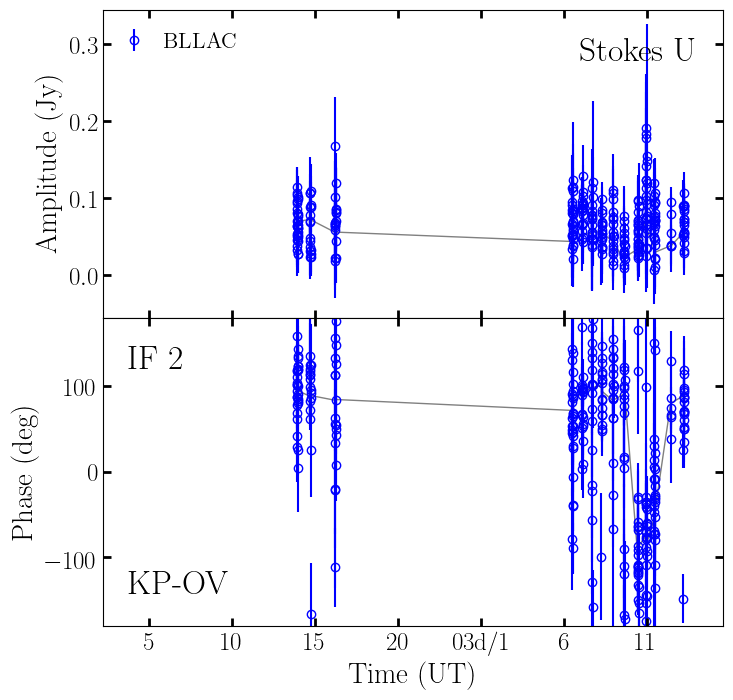 BLLAC
Stokes U
0.3
0.2
0.1
0.0
Amplitude (Jy)
IF 2
100
0
−100
Phase (deg)
KP-OV
5 10 15 20 03d/1 6 11
Time (UT)